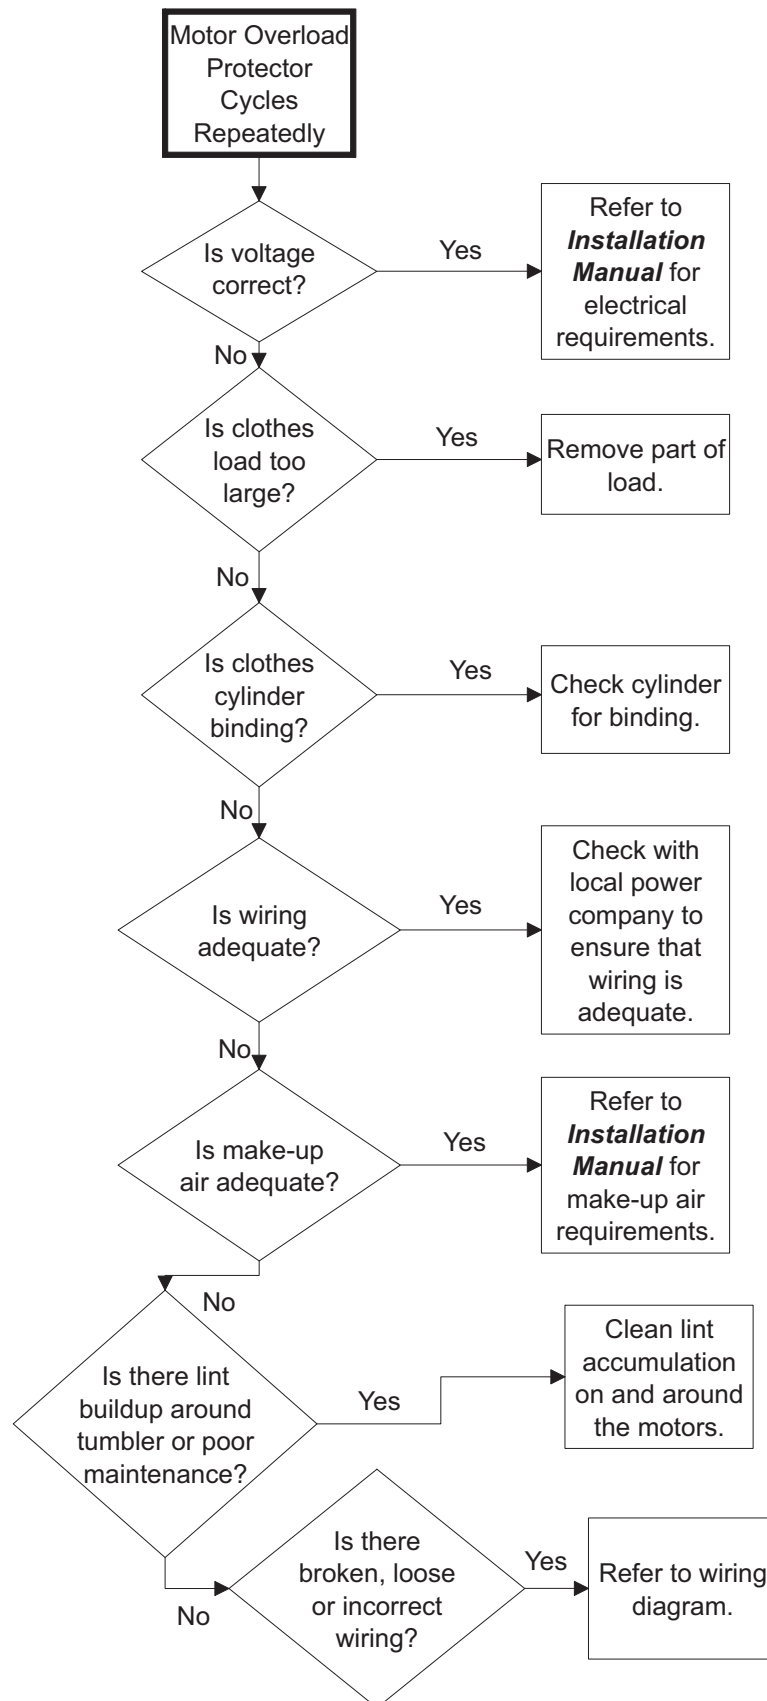 Motor Overload
Protector
Cycles
Repeatedly
Is voltage
correct?
Yes
Refer to
Installation
Manual for
electrical
requirements.
No
Is clothes
load too
large?
Yes
Remove part of
load.
No
Is clothes
cylinder
binding?
Yes
Check cylinder
for binding.
No
Is wiring
adequate?
Yes
Check with
local power
company to
ensure that
wiring is
adequate.
No
Is make-up
air adequate?
Yes
Refer to
Installation
Manual for
make-up air
requirements.
No
Is there lint
buildup around
tumbler or poor
maintenance?
Yes
Clean lint
accumulation
on and around
the motors.
No
Is there
broken, loose
or incorrect
wiring?
Yes
Refer to wiring
diagram.